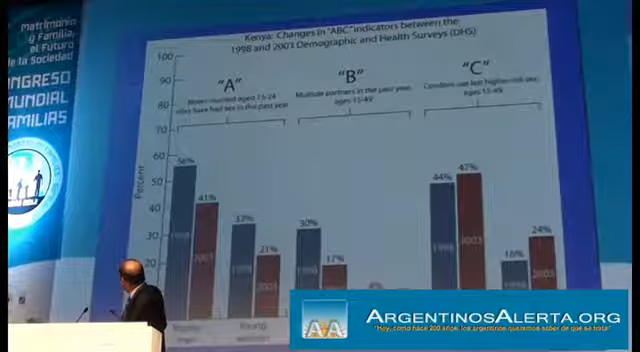 Matrimonio
y Familia,
el Futuro
de la Sociedad
NGRESO
MUNDIAL
FAMILIAS
Kenya: Changes in "ABC" indicators between the
1998 and 2003 Demographic and Health Surveys (DHS)
100
90
80
70
60
50
40
30
20
Percent
"A"
Never married aged 15-24
who have had sex in the past year
"B"
Multiple partners in the past year,
ages 15-49
"C"
Condom use last higher-risk sex,
ages 15-49
56%
41%
21%
30%
17%
44%
47%
24%
1998
2003
1998
2003
1998
2003
1998
2003
1998
2003
Young
AA
ARGENTINOSALERTA.ORG
"Hoy, como hace 200 años, los argentinos queremos saber de qué se trata"